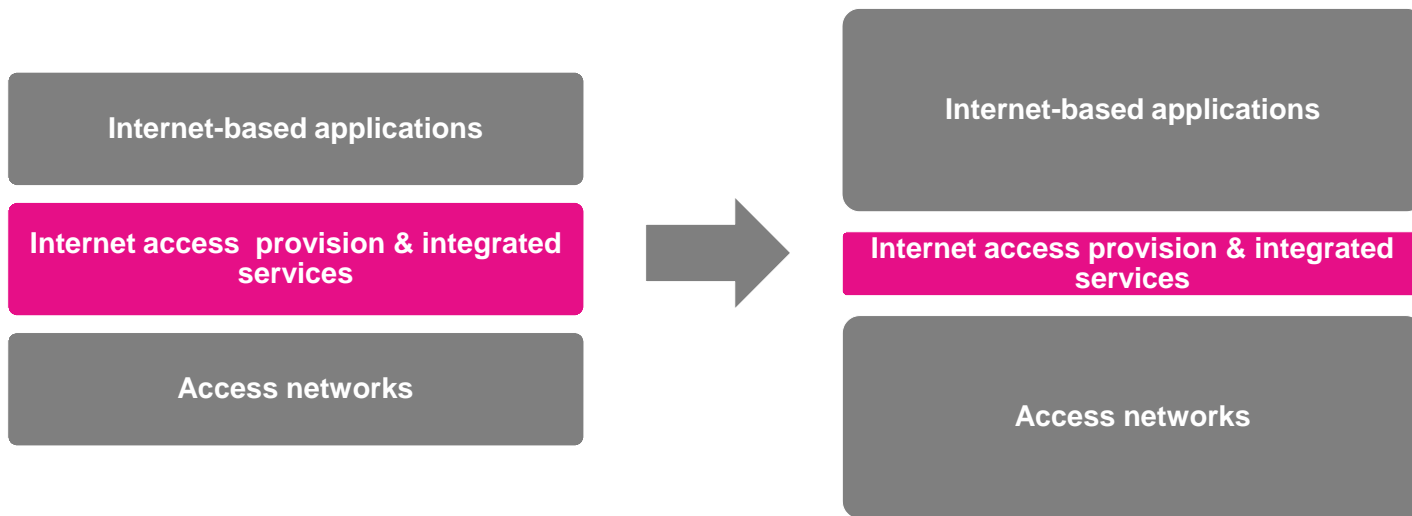 Internet-based applications
Internet access  provision & integrated
services
Access networks
Internet-based applications
Internet access provision & integrated
services
Access networks